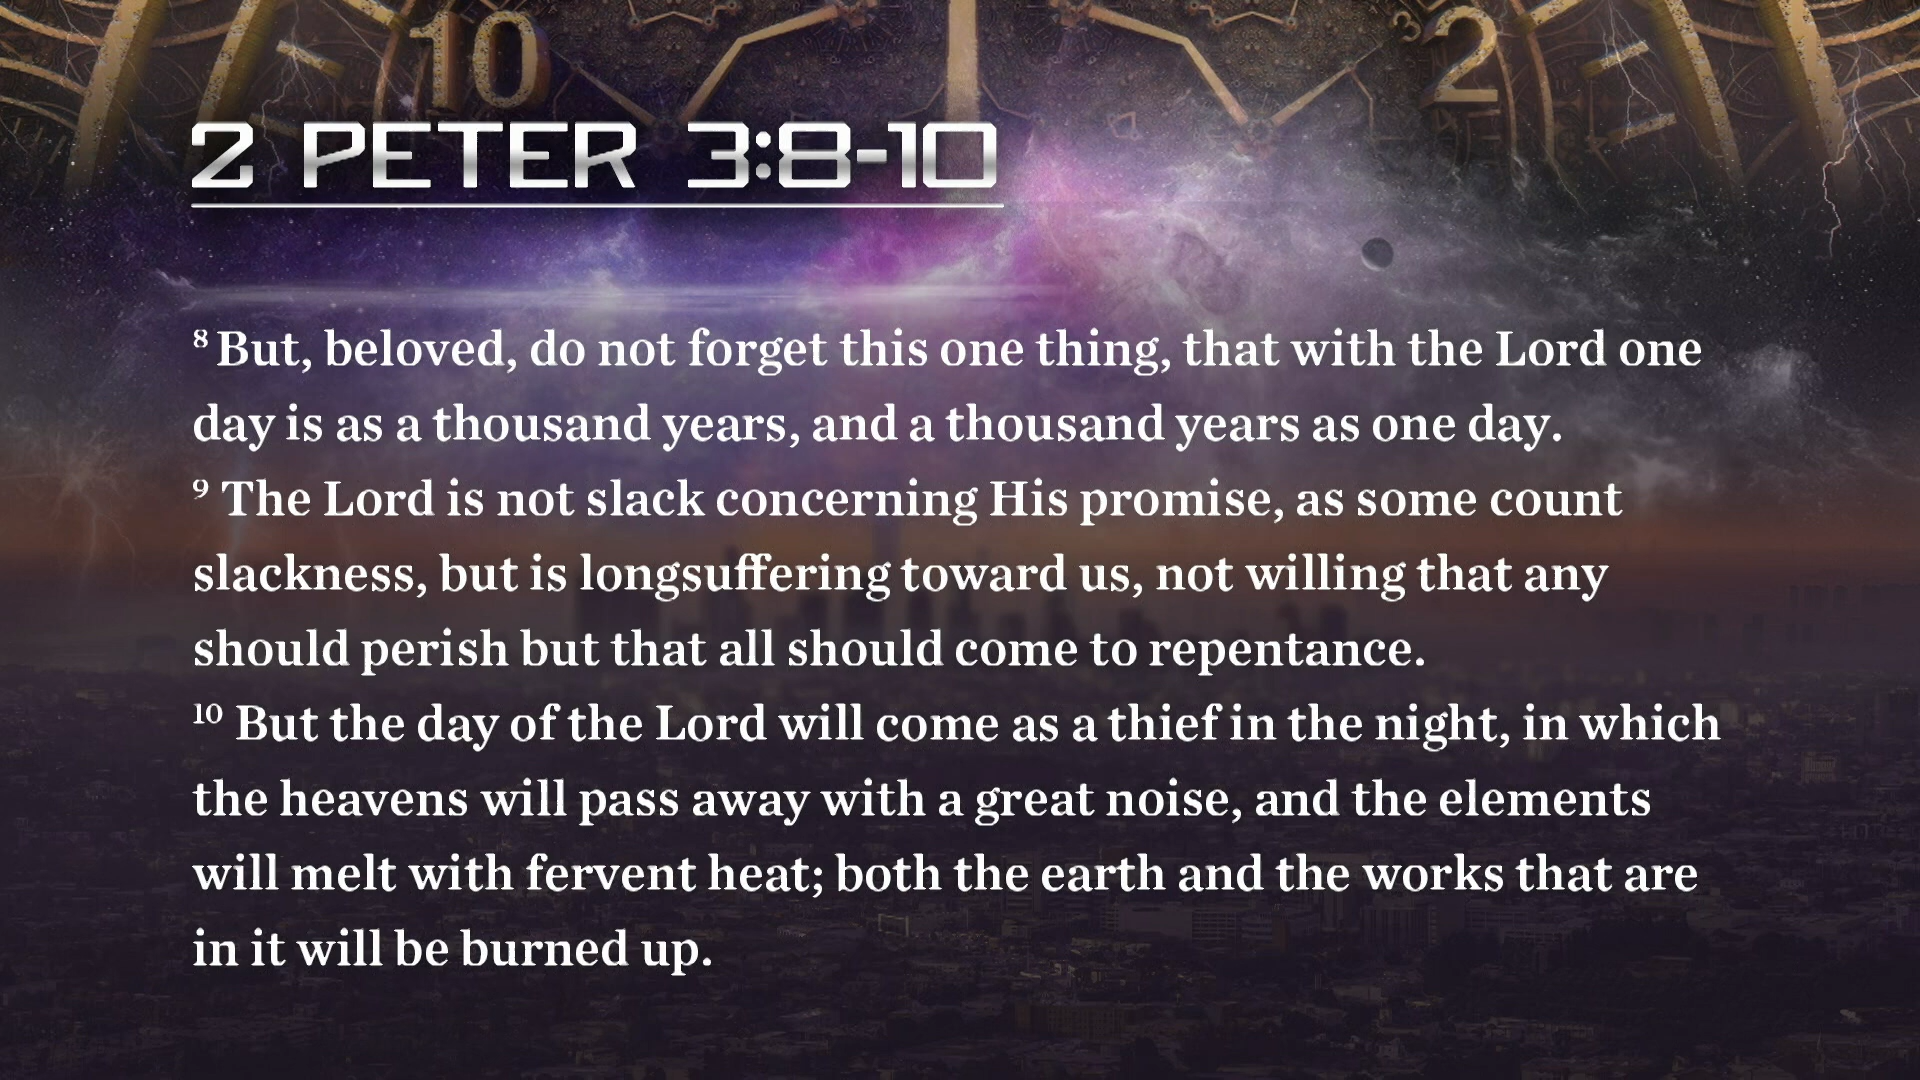 10
2
2 PETER 3:8-10
⁸ But, beloved, do not forget this one thing, that with the Lord one
day is as a thousand years, and a thousand years as one day.
⁹ The Lord is not slack concerning His promise, as some count
slackness, but is longsuffering toward us, not willing that any
should perish but that all should come to repentance.
¹⁰ But the day of the Lord will come as a thief in the night, in which
the heavens will pass away with a great noise, and the elements
will melt with fervent heat; both the earth and the works that are
in it will be burned up.